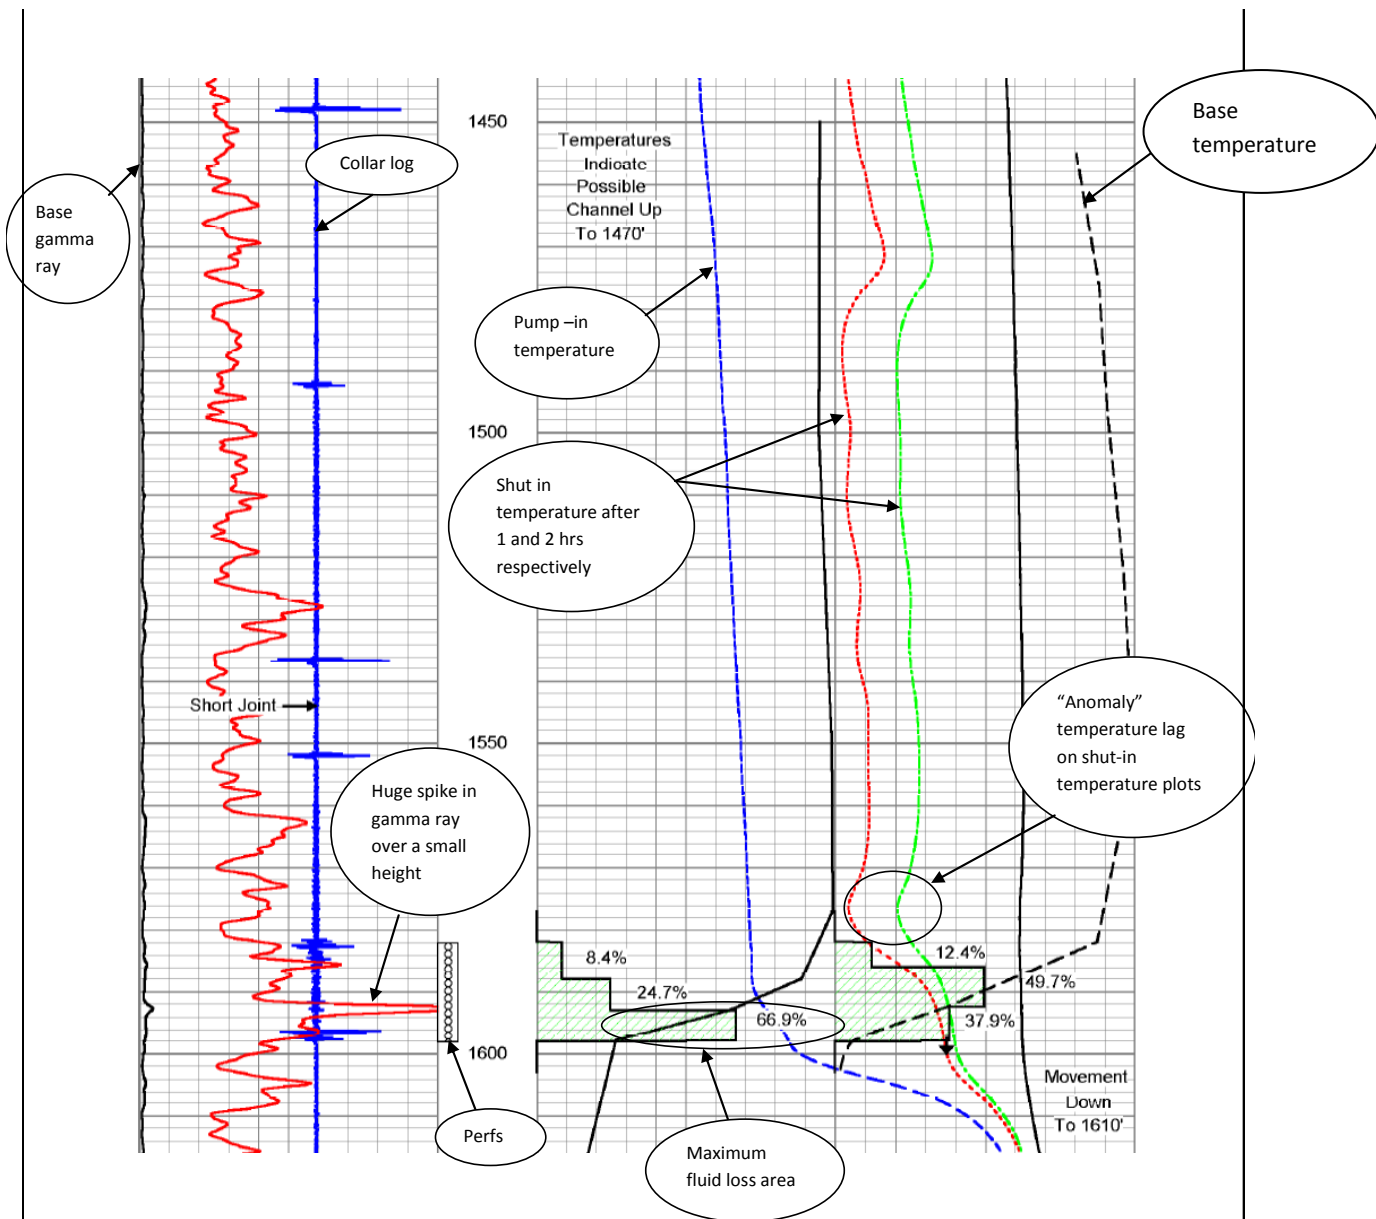 Base
temperature
1450
Temperatures
Indicate
Possible
Channel Up
To 1470'
Collar log
Base
gamma
ray
Pump –in
temperature
1500
Shut in
temperature after
1 and 2 hrs
respectively
Short Joint
1550
"Anomaly"
temperature lag
on shut-in
temperature plots
Huge spike in
gamma ray
over a small
height
8.4%
12.4%
24.7%
49.7%
66.9%
37.9%
1600
Movement
Down
To 1610'
Perfs
Maximum
fluid loss area